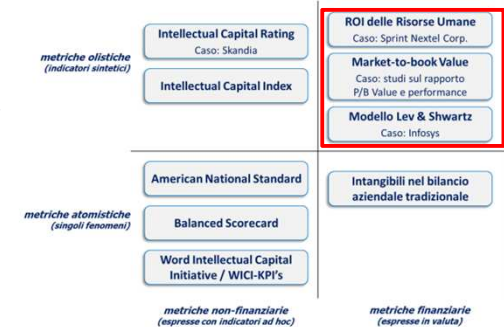 metriche olistiche
(indicatori sintetici)
Intellectual Capital Rating
Caso: Skandia
Intellectual Capital Index
ROI delle Risorse Umane
Caso: Sprint Nextel Corp.
Market-to-book Value
Caso: studi sul rapporto
P/B Value e performance
Modello Lev & Shwartz
Caso: Infosys
metriche atomistiche
(singoli fenomeni)
American National Standard
Balanced Scorecard
Word Intellectual Capital
Initiative / WICI-KPI's
Intangibili nel bilancio
aziendale tradizionale
metriche non-finanziarie
(espresse con indicatori ad hoc)
metriche finanziarie
(espresse in valuta)